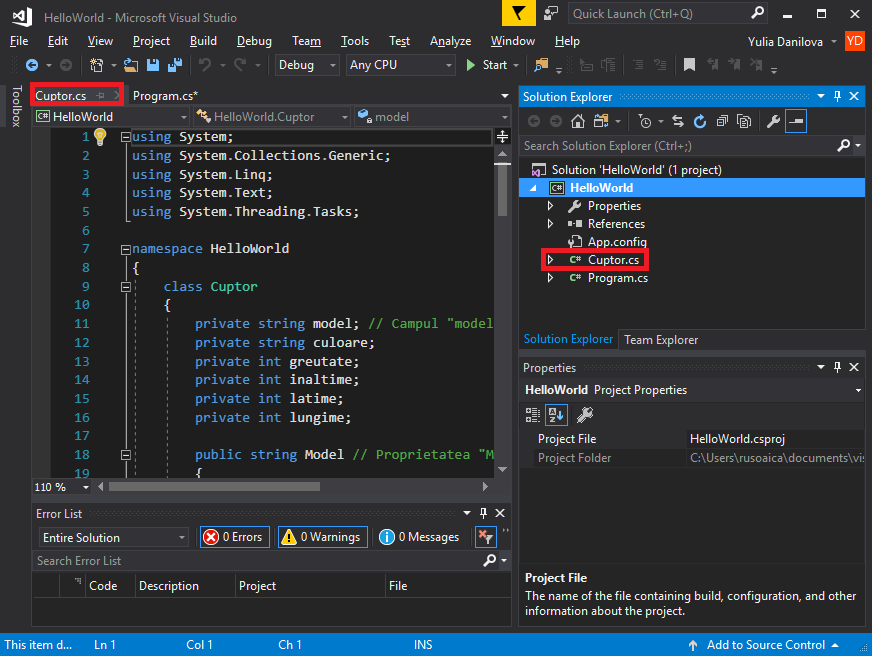 HelloWorld - Microsoft Visual Studio
Quick Launch (Ctrl+Q)
File Edit View Project Build Debug Team Tools Test Analyze Window Help
Yulia Danilova YD
Debug Any CPU Start
Toolbox
Cuptor.cs Program.cs*
C# HelloWorld HelloWorld.Cuptor model
1 using System;
2 using System.Collections.Generic;
3 using System.Linq;
4 using System.Text;
5 using System.Threading.Tasks;
6
7 namespace HelloWorld
8 {
9 class Cuptor
10 {
11 private string model; // Campul "model
12 private string culoare;
13 private int greutate;
14 private int inaltime;
15 private int latime;
16 private int lungime;
17
18 public string Model // Proprietatea "M
19 {
110 %
Error List
Entire Solution 0 Errors 0 Warnings 0 Messages
Search Error List
Code Description Project File
Solution Explorer
Search Solution Explorer (Ctrl+;)
Solution 'HelloWorld' (1 project)
C# HelloWorld
Properties
References
App.config
C# Cuptor.cs
C# Program.cs
Solution Explorer Team Explorer
Properties
HelloWorld Project Properties
Project File HelloWorld.csproj
Project Folder C:\Users\rusoaica\documents\vis
Project File
The name of the file containing build, configuration, and other
information about the project.
This item d... Ln 1 Col 1 Ch 1 INS Add to Source Control